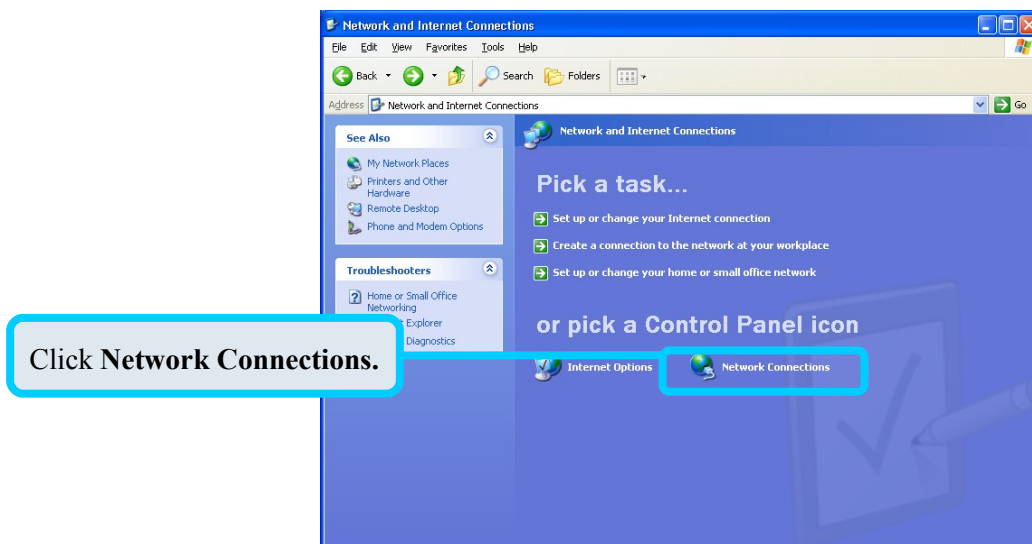 Network and Internet Connections
File Edit View Favorites Tools Help
Back Search Folders
Address Network and Internet Connections Go
See Also
My Network Places
Printers and Other
Hardware
Remote Desktop
Phone and Modem Options
Troubleshooters
Home or Small Office
Networking
Explorer
Diagnostics
Network and Internet Connections
Pick a task...
Set up or change your Internet connection
Create a connection to the network at your workplace
Set up or change your home or small office network
or pick a Control Panel icon
Internet Options Network Connections
Click Network Connections.